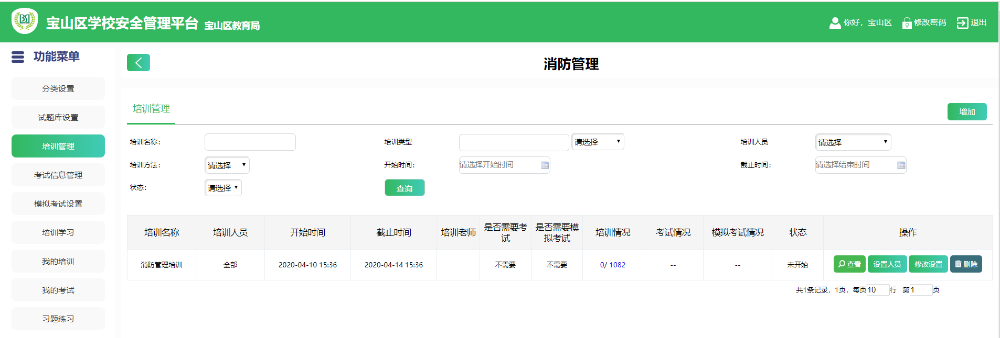 BSJ
宝山区学校安全管理平台 宝山区教育局
你好，宝山区 修改密码 退出
功能菜单
分类设置
试题库设置
培训管理
考试信息管理
模拟考试设置
培训学习
我的培训
我的考试
习题练习
消防管理
培训管理
增加
培训名称： 培训类型 请选择 培训人员 请选择
培训方法： 请选择 开始时间： 请选择开始时间 截止时间： 请选择结束时间
状态： 请选择 查询
培训名称 培训人员 开始时间 截止时间 培训老师 是否需要考试 是否需要模拟考试 培训情况 考试情况 模拟考试情况 状态 操作
消防管理培训 全部 2020-04-10 15:36 2020-04-14 15:36 不需要 不需要 0/ 1082 -- -- 未开始 查看 设置人员 修改设置 删除
共1条记录，1页，每页10行 第1页